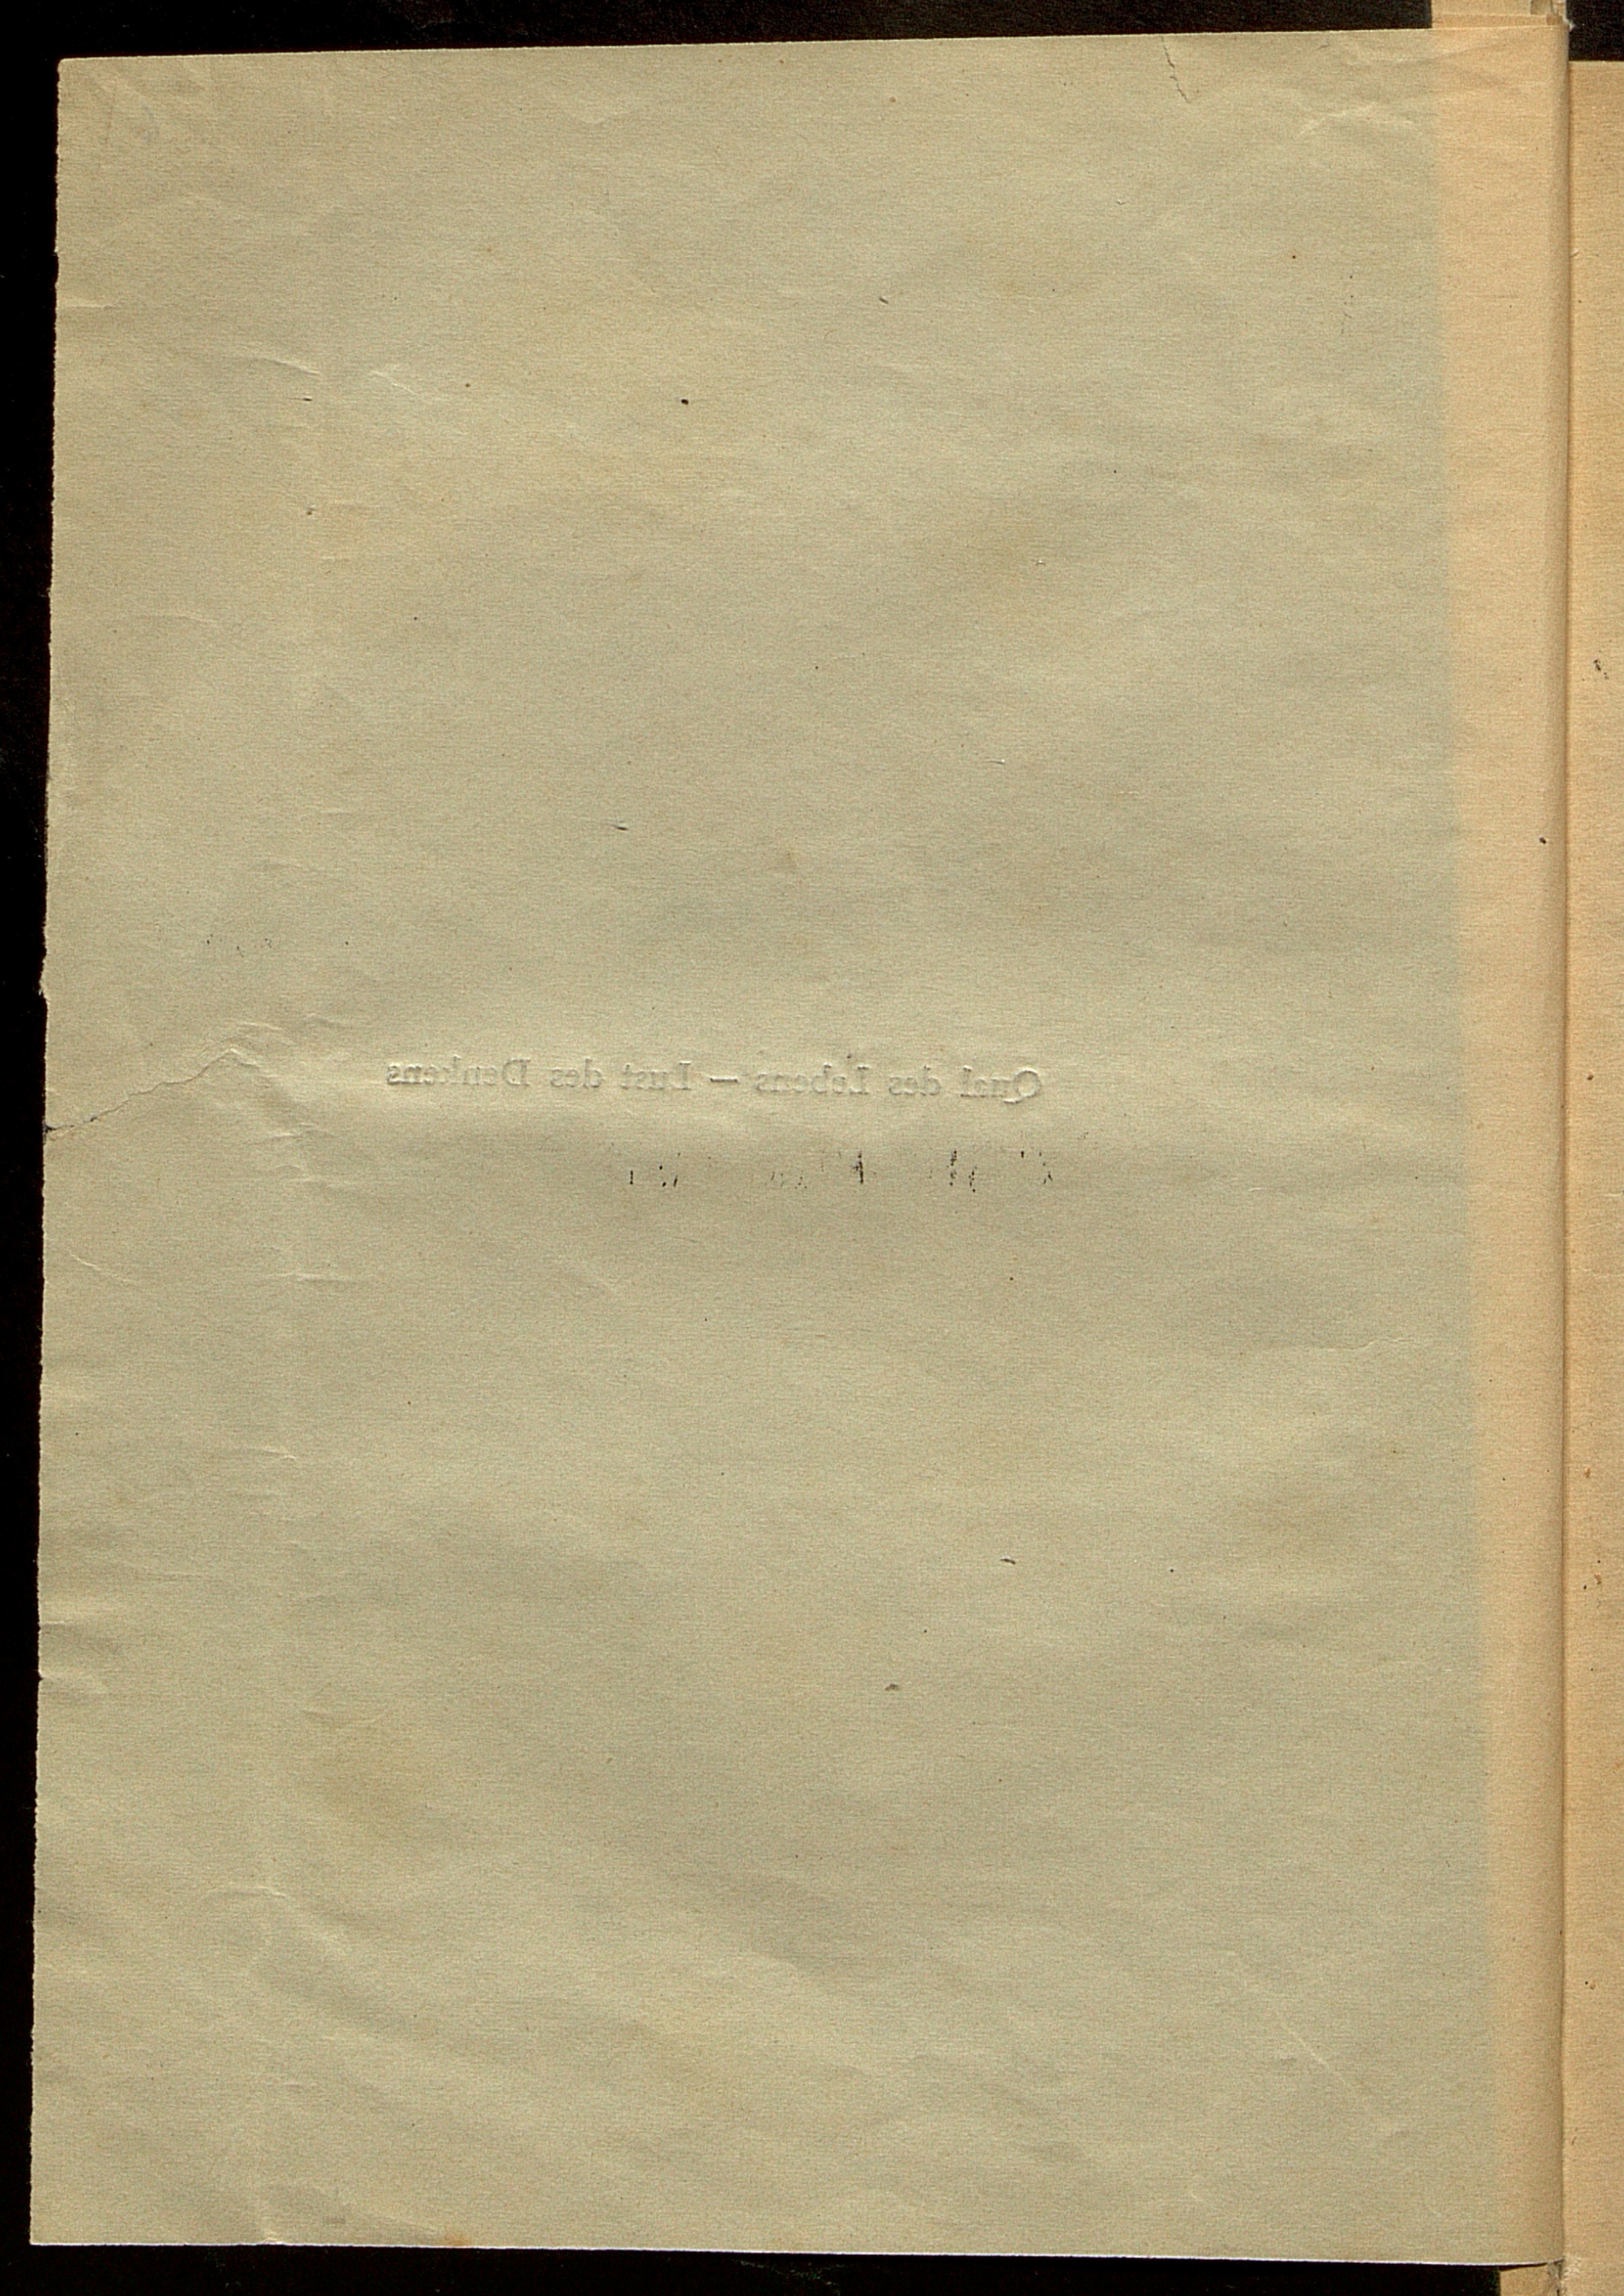 Qual des Lebens — Lust des Denkens